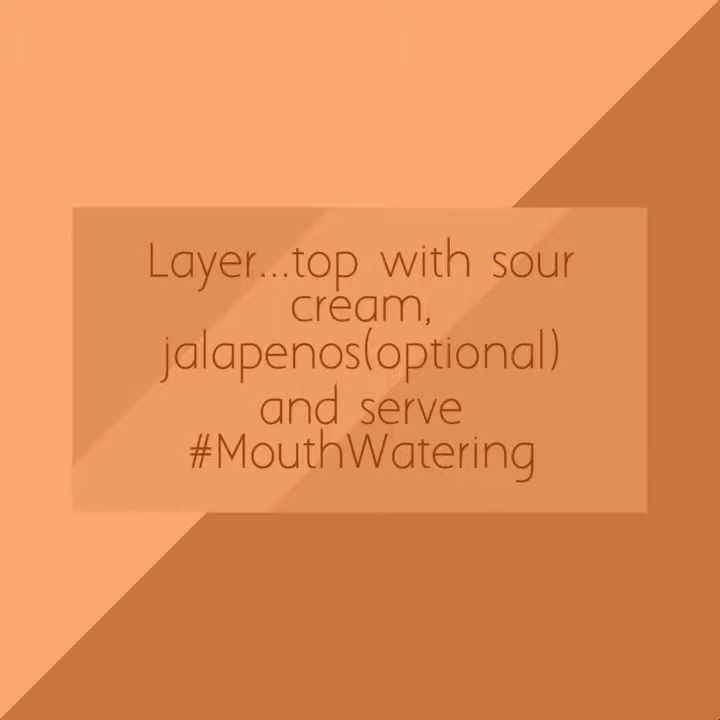 Layer...top with sour
cream,
jalapenos(optional)
and serve
#MouthWatering